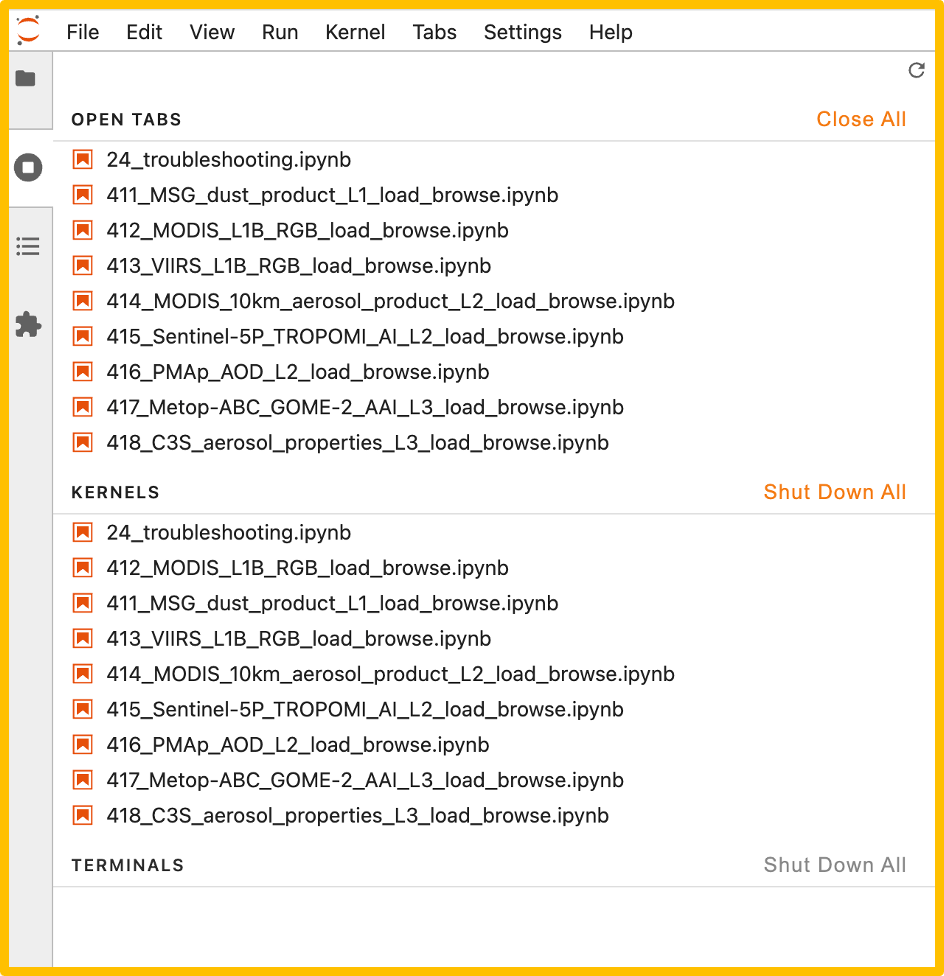 File Edit View Run Kernel Tabs Settings Help
OPEN TABS Close All
24_troubleshooting.ipynb
411_MSG_dust_product_L1_load_browse.ipynb
412_MODIS_L1B_RGB_load_browse.ipynb
413_VIIRS_L1B_RGB_load_browse.ipynb
414_MODIS_10km_aerosol_product_L2_load_browse.ipynb
415_Sentinel-5P_TROPOMI_AI_L2_load_browse.ipynb
416_PMAp_AOD_L2_load_browse.ipynb
417_Metop-ABC_GOME-2_AAI_L3_load_browse.ipynb
418_C3S_aerosol_properties_L3_load_browse.ipynb
KERNELS Shut Down All
24_troubleshooting.ipynb
412_MODIS_L1B_RGB_load_browse.ipynb
411_MSG_dust_product_L1_load_browse.ipynb
413_VIIRS_L1B_RGB_load_browse.ipynb
414_MODIS_10km_aerosol_product_L2_load_browse.ipynb
415_Sentinel-5P_TROPOMI_AI_L2_load_browse.ipynb
416_PMAp_AOD_L2_load_browse.ipynb
417_Metop-ABC_GOME-2_AAI_L3_load_browse.ipynb
418_C3S_aerosol_properties_L3_load_browse.ipynb
TERMINALS Shut Down All